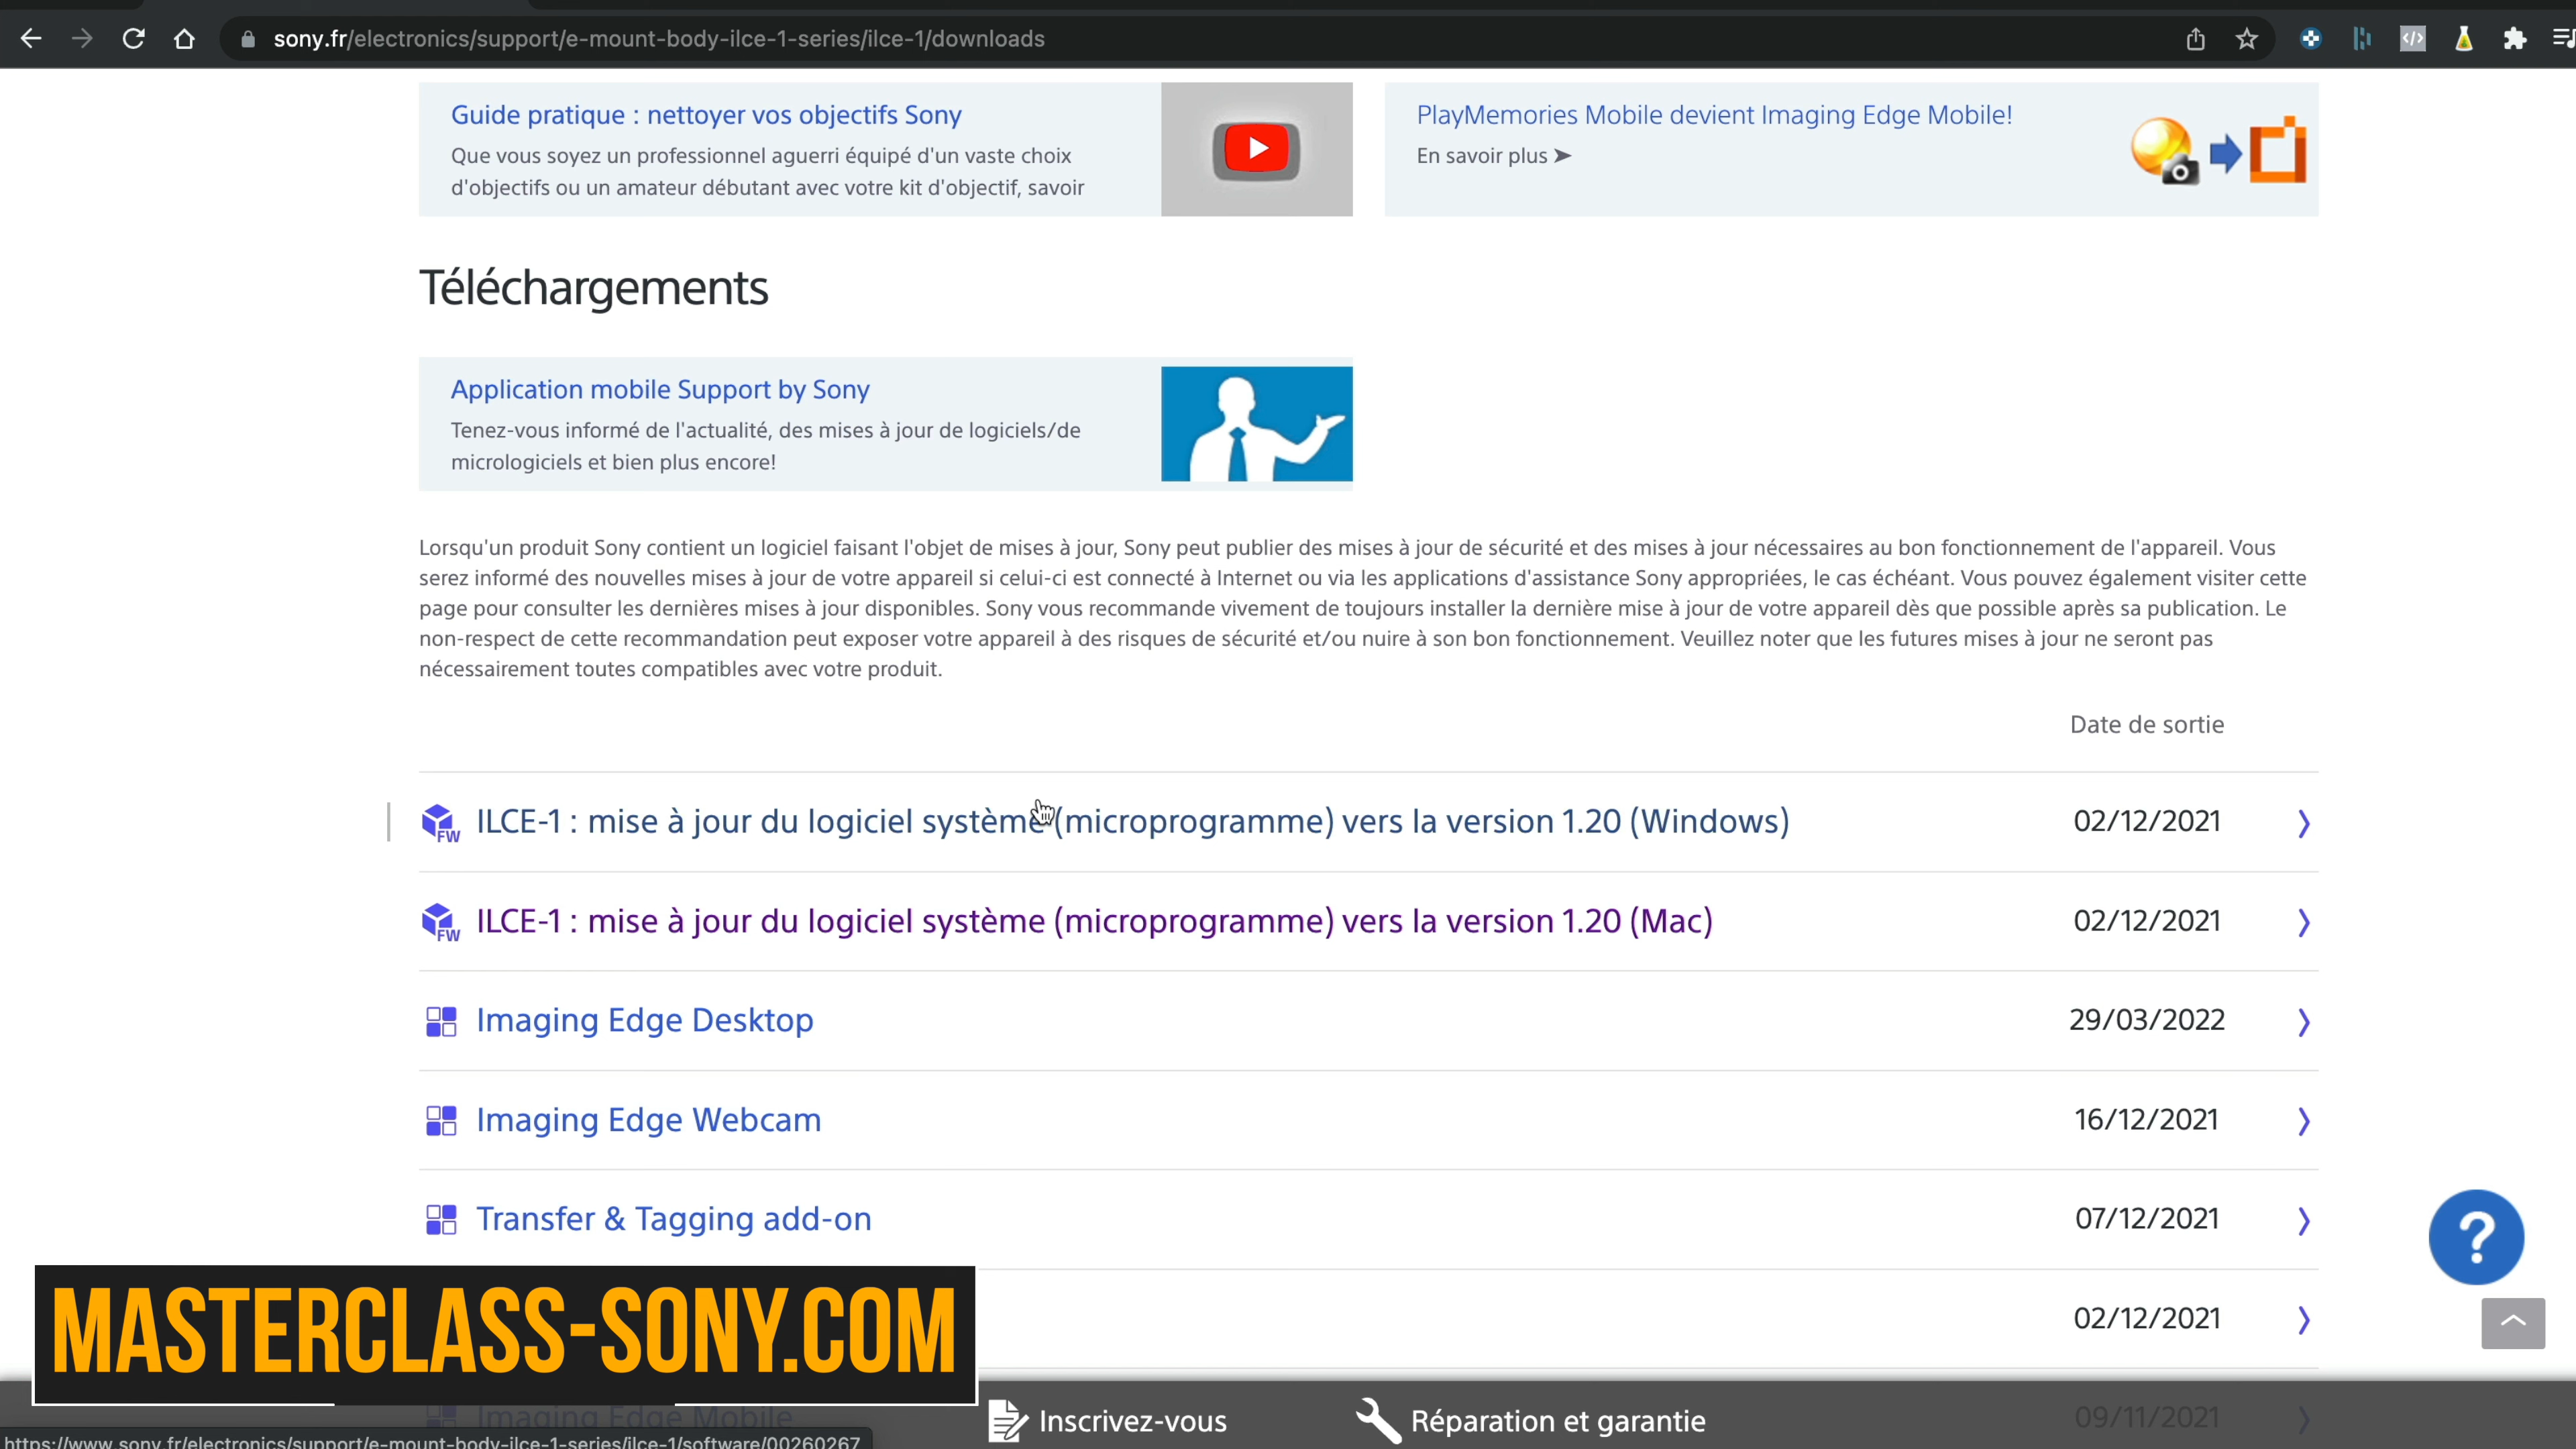 sony.fr/electronics/support/e-mount-body-ilce-1-series/ilce-1/downloads
Guide pratique : nettoyer vos objectifs Sony
Que vous soyez un professionnel aguerri équipé d'un vaste choix
d'objectifs ou un amateur débutant avec votre kit d'objectif, savoir
PlayMemories Mobile devient Imaging Edge Mobile!
En savoir plus ➤
Téléchargements
Application mobile Support by Sony
Tenez-vous informé de l'actualité, des mises à jour de logiciels/de
micrologiciels et bien plus encore!
Lorsqu'un produit Sony contient un logiciel faisant l'objet de mises à jour, Sony peut publier des mises à jour de sécurité et des mises à jour nécessaires au bon fonctionnement de l'appareil. Vous
serez informé des nouvelles mises à jour de votre appareil si celui-ci est connecté à Internet ou via les applications d'assistance Sony appropriées, le cas échéant. Vous pouvez également visiter cette
page pour consulter les dernières mises à jour disponibles. Sony vous recommande vivement de toujours installer la dernière mise à jour de votre appareil dès que possible après sa publication. Le
non-respect de cette recommandation peut exposer votre appareil à des risques de sécurité et/ou nuire à son bon fonctionnement. Veuillez noter que les futures mises à jour ne seront pas
nécessairement toutes compatibles avec votre produit.
Date de sortie
FW ILCE-1 : mise à jour du logiciel système (microprogramme) vers la version 1.20 (Windows) 02/12/2021
FW ILCE-1 : mise à jour du logiciel système (microprogramme) vers la version 1.20 (Mac) 02/12/2021
Imaging Edge Desktop 29/03/2022
Imaging Edge Webcam 16/12/2021
Transfer & Tagging add-on 07/12/2021
02/12/2021
MASTERCLASS-SONY.COM
Imaging Edge Mobile 09/11/2021
Inscrivez-vous
Réparation et garantie
https://www.sony.fr/electronics/support/e-mount-body-ilce-1-series/ilce-1/software/00260267